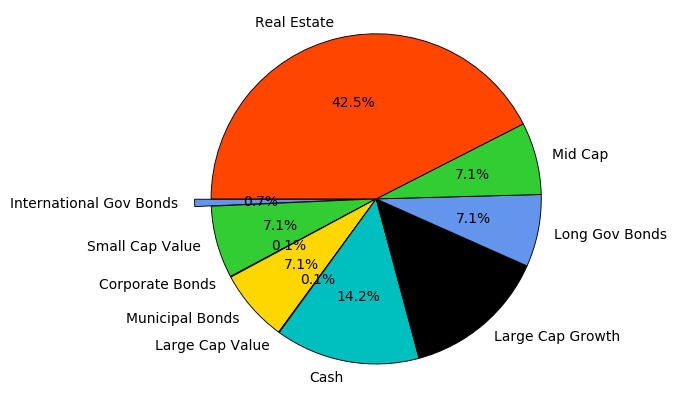 Real Estate
42.5%
Mid Cap
7.1%
International Gov Bonds
0.7%
Long Gov Bonds
7.1%
Small Cap Value
7.1%
0.1%
Corporate Bonds
7.1%
Municipal Bonds
0.1%
Large Cap Value
14.2%
Large Cap Growth
Cash